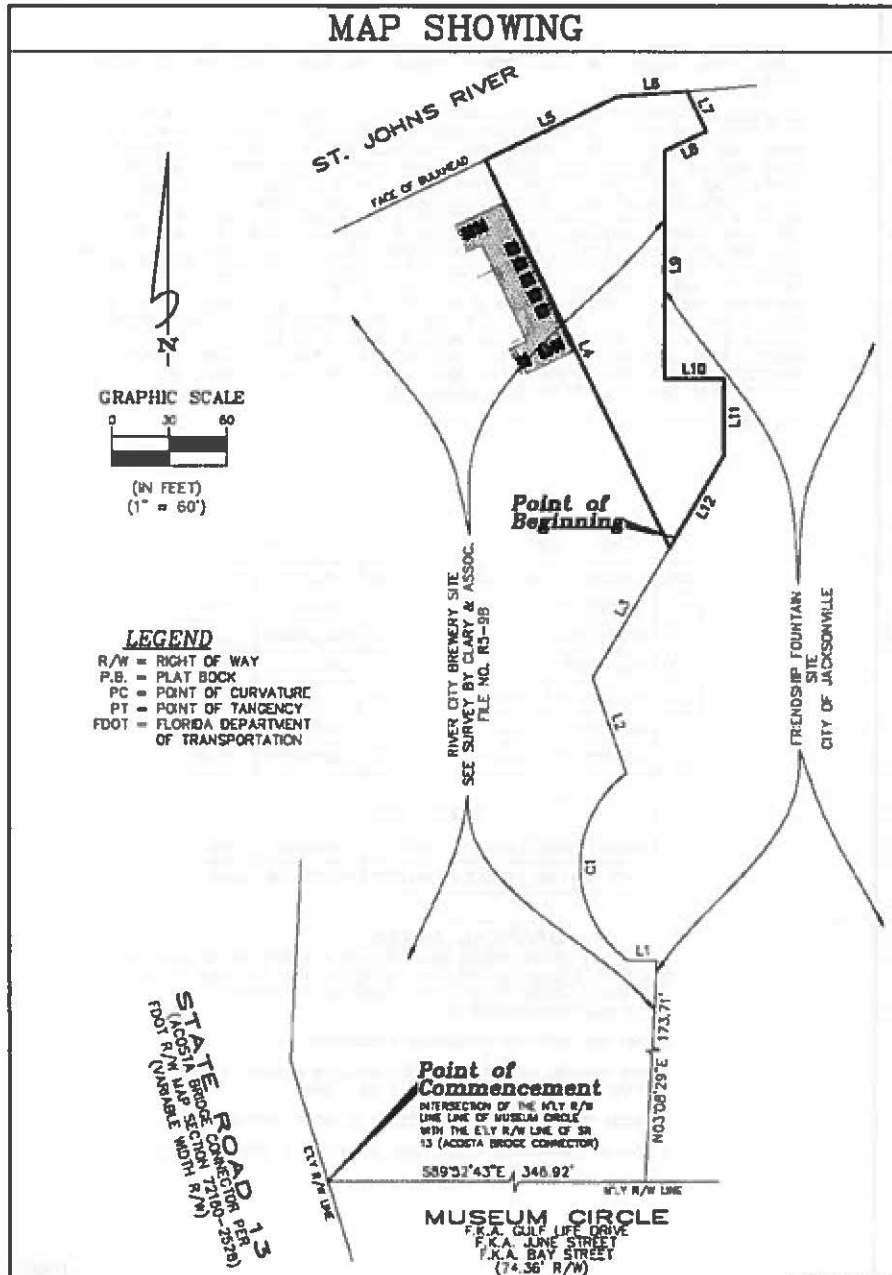 MAP SHOWING
ST. JOHNS RIVER
FACE OF BULKHEAD
L5
L6
L7
L8
L9
L4
L10
L11
L12
N
GRAPHIC SCALE
0 30 60
(IN FEET)
(1" = 60')
Point of
Beginning
L3
L2
C1
L1
RIVER CITY BREWERY SITE
SEE SURVEY BY CLARY & ASSOC.
FILE NO. R5-98
FRIENDSHIP FOUNTAIN
SITE
CITY OF JACKSONVILLE
LEGEND
R/W = RIGHT OF WAY
P.B. = PLAT BOCK
PC = POINT OF CURVATURE
PT = POINT OF TANGENCY
FDOT = FLORIDA DEPARTMENT
OF TRANSPORTATION
N03°08'29"E 173.71'
STATE ROAD 13
(ACOSTA BRIDGE CONNECTOR PER
FDOT R/W MAP SECTION 72160-2528)
(VARIABLE WIDTH R/W)
E'LY R/W LINE
Point of
Commencement
INTERSECTION OF THE N'LY R/W
LINE LINE OF MUSEUM CIRCLE
WITH THE E'LY R/W LINE OF SR
13 (ACOSTA BRIDGE CONNECTOR)
S89°52'43"E 346.92'
N'LY R/W LINE
MUSEUM CIRCLE
F.K.A. GULF LIFE DRIVE
F.K.A. JUNE STREET
F.K.A. BAY STREET
(74.36' R/W)